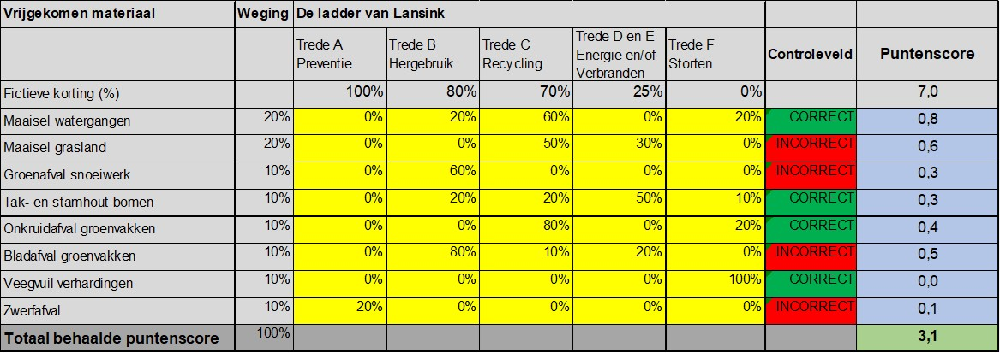 Vrijgekomen materiaal Weging De ladder van Lansink
Trede A Preventie Trede B Hergebruik Trede C Recycling Trede D en E Energie en/of Verbranden Trede F Storten Controleveld Puntenscore
Fictieve korting (%) 100% 80% 70% 25% 0% 7,0
Maaisel watergangen 20% 0% 20% 60% 0% 20% CORRECT 0,8
Maaisel grasland 20% 0% 0% 50% 30% 0% INCORRECT 0,6
Groenafval snoeiwerk 10% 0% 60% 0% 0% 0% INCORRECT 0,3
Tak- en stamhout bomen 10% 0% 20% 20% 50% 10% CORRECT 0,3
Onkruidafval groenvakken 10% 0% 0% 80% 0% 20% CORRECT 0,4
Bladafval groenvakken 10% 0% 80% 10% 20% 0% INCORRECT 0,5
Veegvuil verhardingen 10% 0% 0% 0% 0% 100% CORRECT 0,0
Zwerfafval 10% 20% 0% 0% 0% 0% INCORRECT 0,1
Totaal behaalde puntenscore 100% 3,1